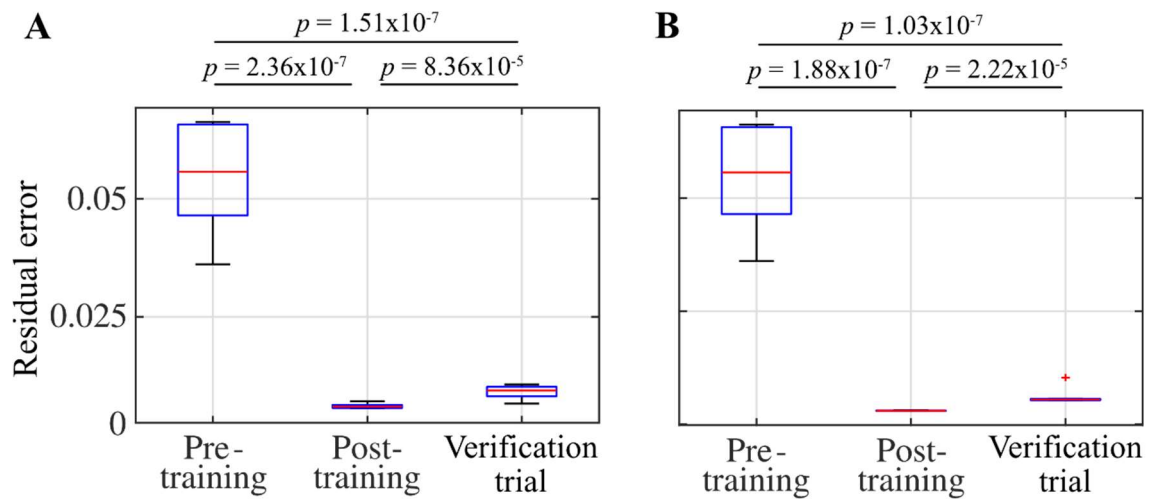 A
p = 1.51x10⁻⁷
p = 2.36x10⁻⁷ p = 8.36x10⁻⁵
B
p = 1.03x10⁻⁷
p = 1.88x10⁻⁷ p = 2.22x10⁻⁵
Residual error
0.05
0.025
0
Pre-
training
Post-
training
Verification
trial
Pre-
training
Post-
training
Verification
trial